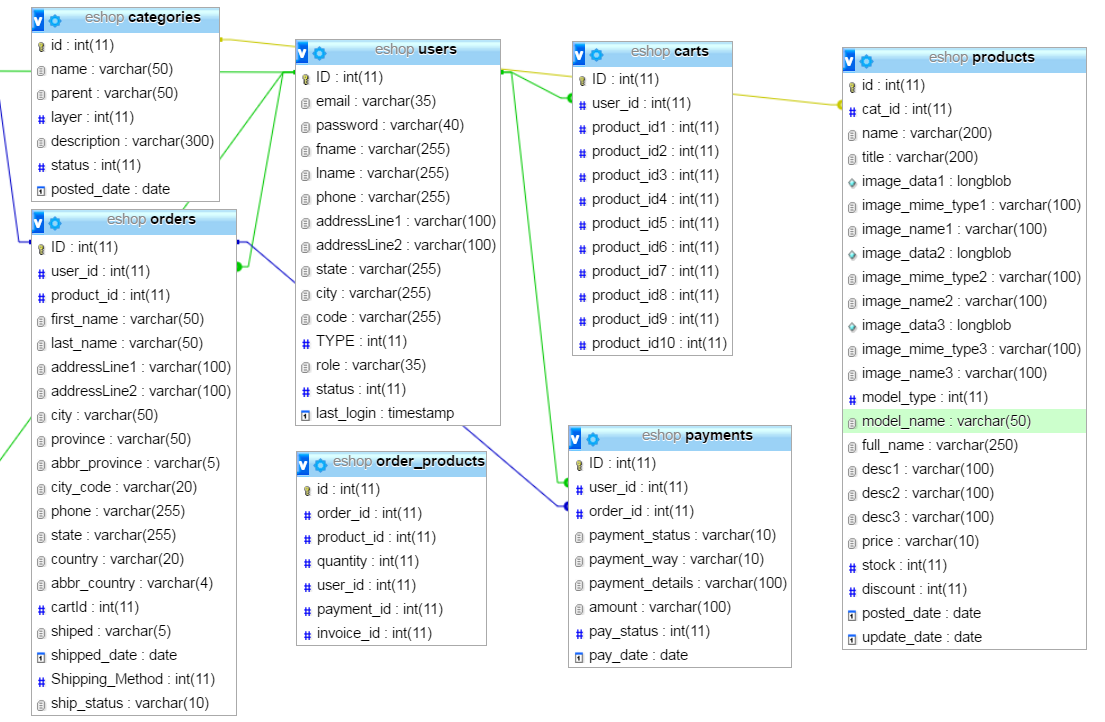 eshop categories
id : int(11)
name : varchar(50)
parent : varchar(50)
layer : int(11)
description : varchar(300)
status : int(11)
posted_date : date
eshop orders
ID : int(11)
user_id : int(11)
product_id : int(11)
first_name : varchar(50)
last_name : varchar(50)
addressLine1 : varchar(100)
addressLine2 : varchar(100)
city : varchar(50)
province : varchar(50)
abbr_province : varchar(5)
city_code : varchar(20)
phone : varchar(255)
state : varchar(255)
country : varchar(20)
abbr_country : varchar(4)
cartId : int(11)
shiped : varchar(5)
shipped_date : date
Shipping_Method : int(11)
ship_status : varchar(10)
eshop users
ID : int(11)
email : varchar(35)
password : varchar(40)
fname : varchar(255)
lname : varchar(255)
phone : varchar(255)
addressLine1 : varchar(100)
addressLine2 : varchar(100)
state : varchar(255)
city : varchar(255)
code : varchar(255)
TYPE : int(11)
role : varchar(35)
status : int(11)
last_login : timestamp
eshop order_products
id : int(11)
order_id : int(11)
product_id : int(11)
quantity : int(11)
user_id : int(11)
payment_id : int(11)
invoice_id : int(11)
eshop carts
ID : int(11)
user_id : int(11)
product_id1 : int(11)
product_id2 : int(11)
product_id3 : int(11)
product_id4 : int(11)
product_id5 : int(11)
product_id6 : int(11)
product_id7 : int(11)
product_id8 : int(11)
product_id9 : int(11)
product_id10 : int(11)
eshop payments
ID : int(11)
user_id : int(11)
order_id : int(11)
payment_status : varchar(10)
payment_way : varchar(10)
payment_details : varchar(100)
amount : varchar(100)
pay_status : int(11)
pay_date : date
eshop products
id : int(11)
cat_id : int(11)
name : varchar(200)
title : varchar(200)
image_data1 : longblob
image_mime_type1 : varchar(100)
image_name1 : varchar(100)
image_data2 : longblob
image_mime_type2 : varchar(100)
image_name2 : varchar(100)
image_data3 : longblob
image_mime_type3 : varchar(100)
image_name3 : varchar(100)
model_type : int(11)
model_name : varchar(50)
full_name : varchar(250)
desc1 : varchar(100)
desc2 : varchar(100)
desc3 : varchar(100)
price : varchar(10)
stock : int(11)
discount : int(11)
posted_date : date
update_date : date